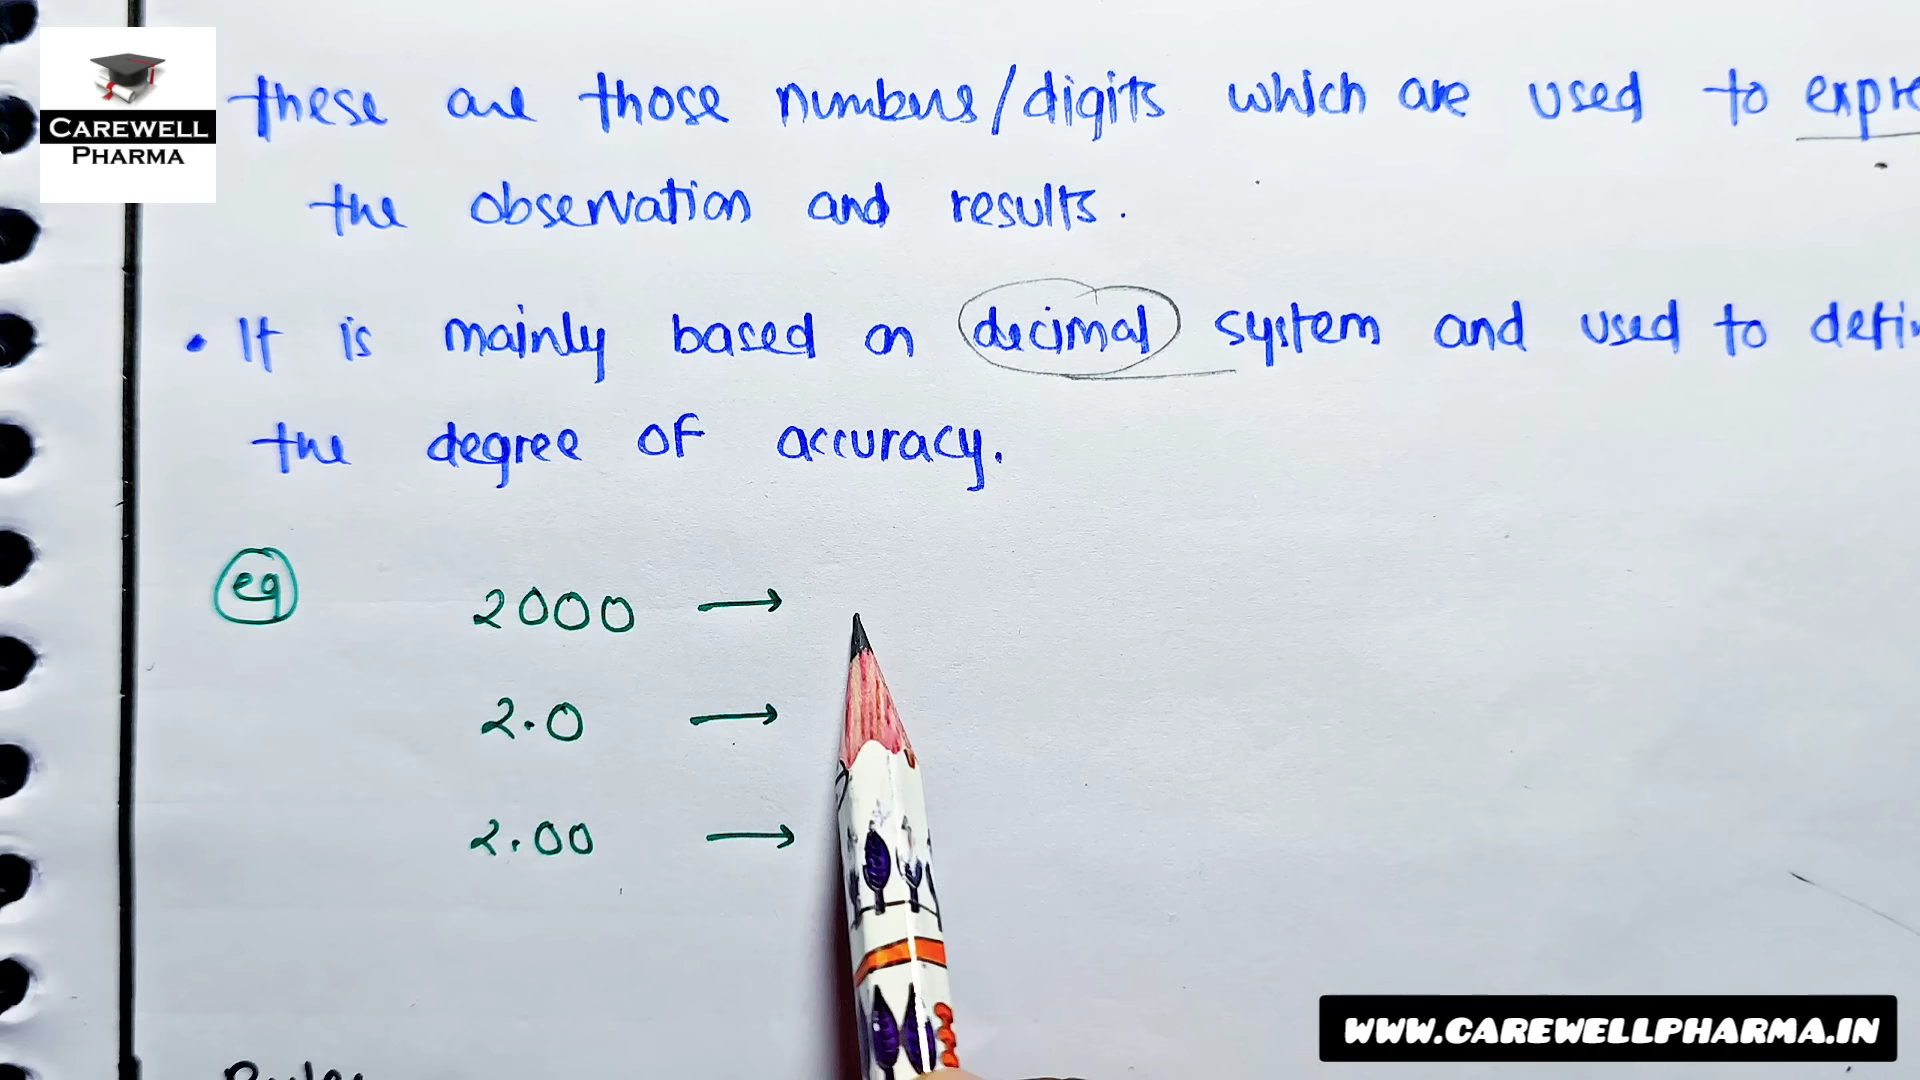 CAREWELL
PHARMA
these are those numbers/digits which are used to expre
the observation and results.
• It is mainly based on decimal system and used to defin
the degree of accuracy.
eg 2000 →
2.0 →
2.00 →
WWW.CAREWELLPHARMA.IN